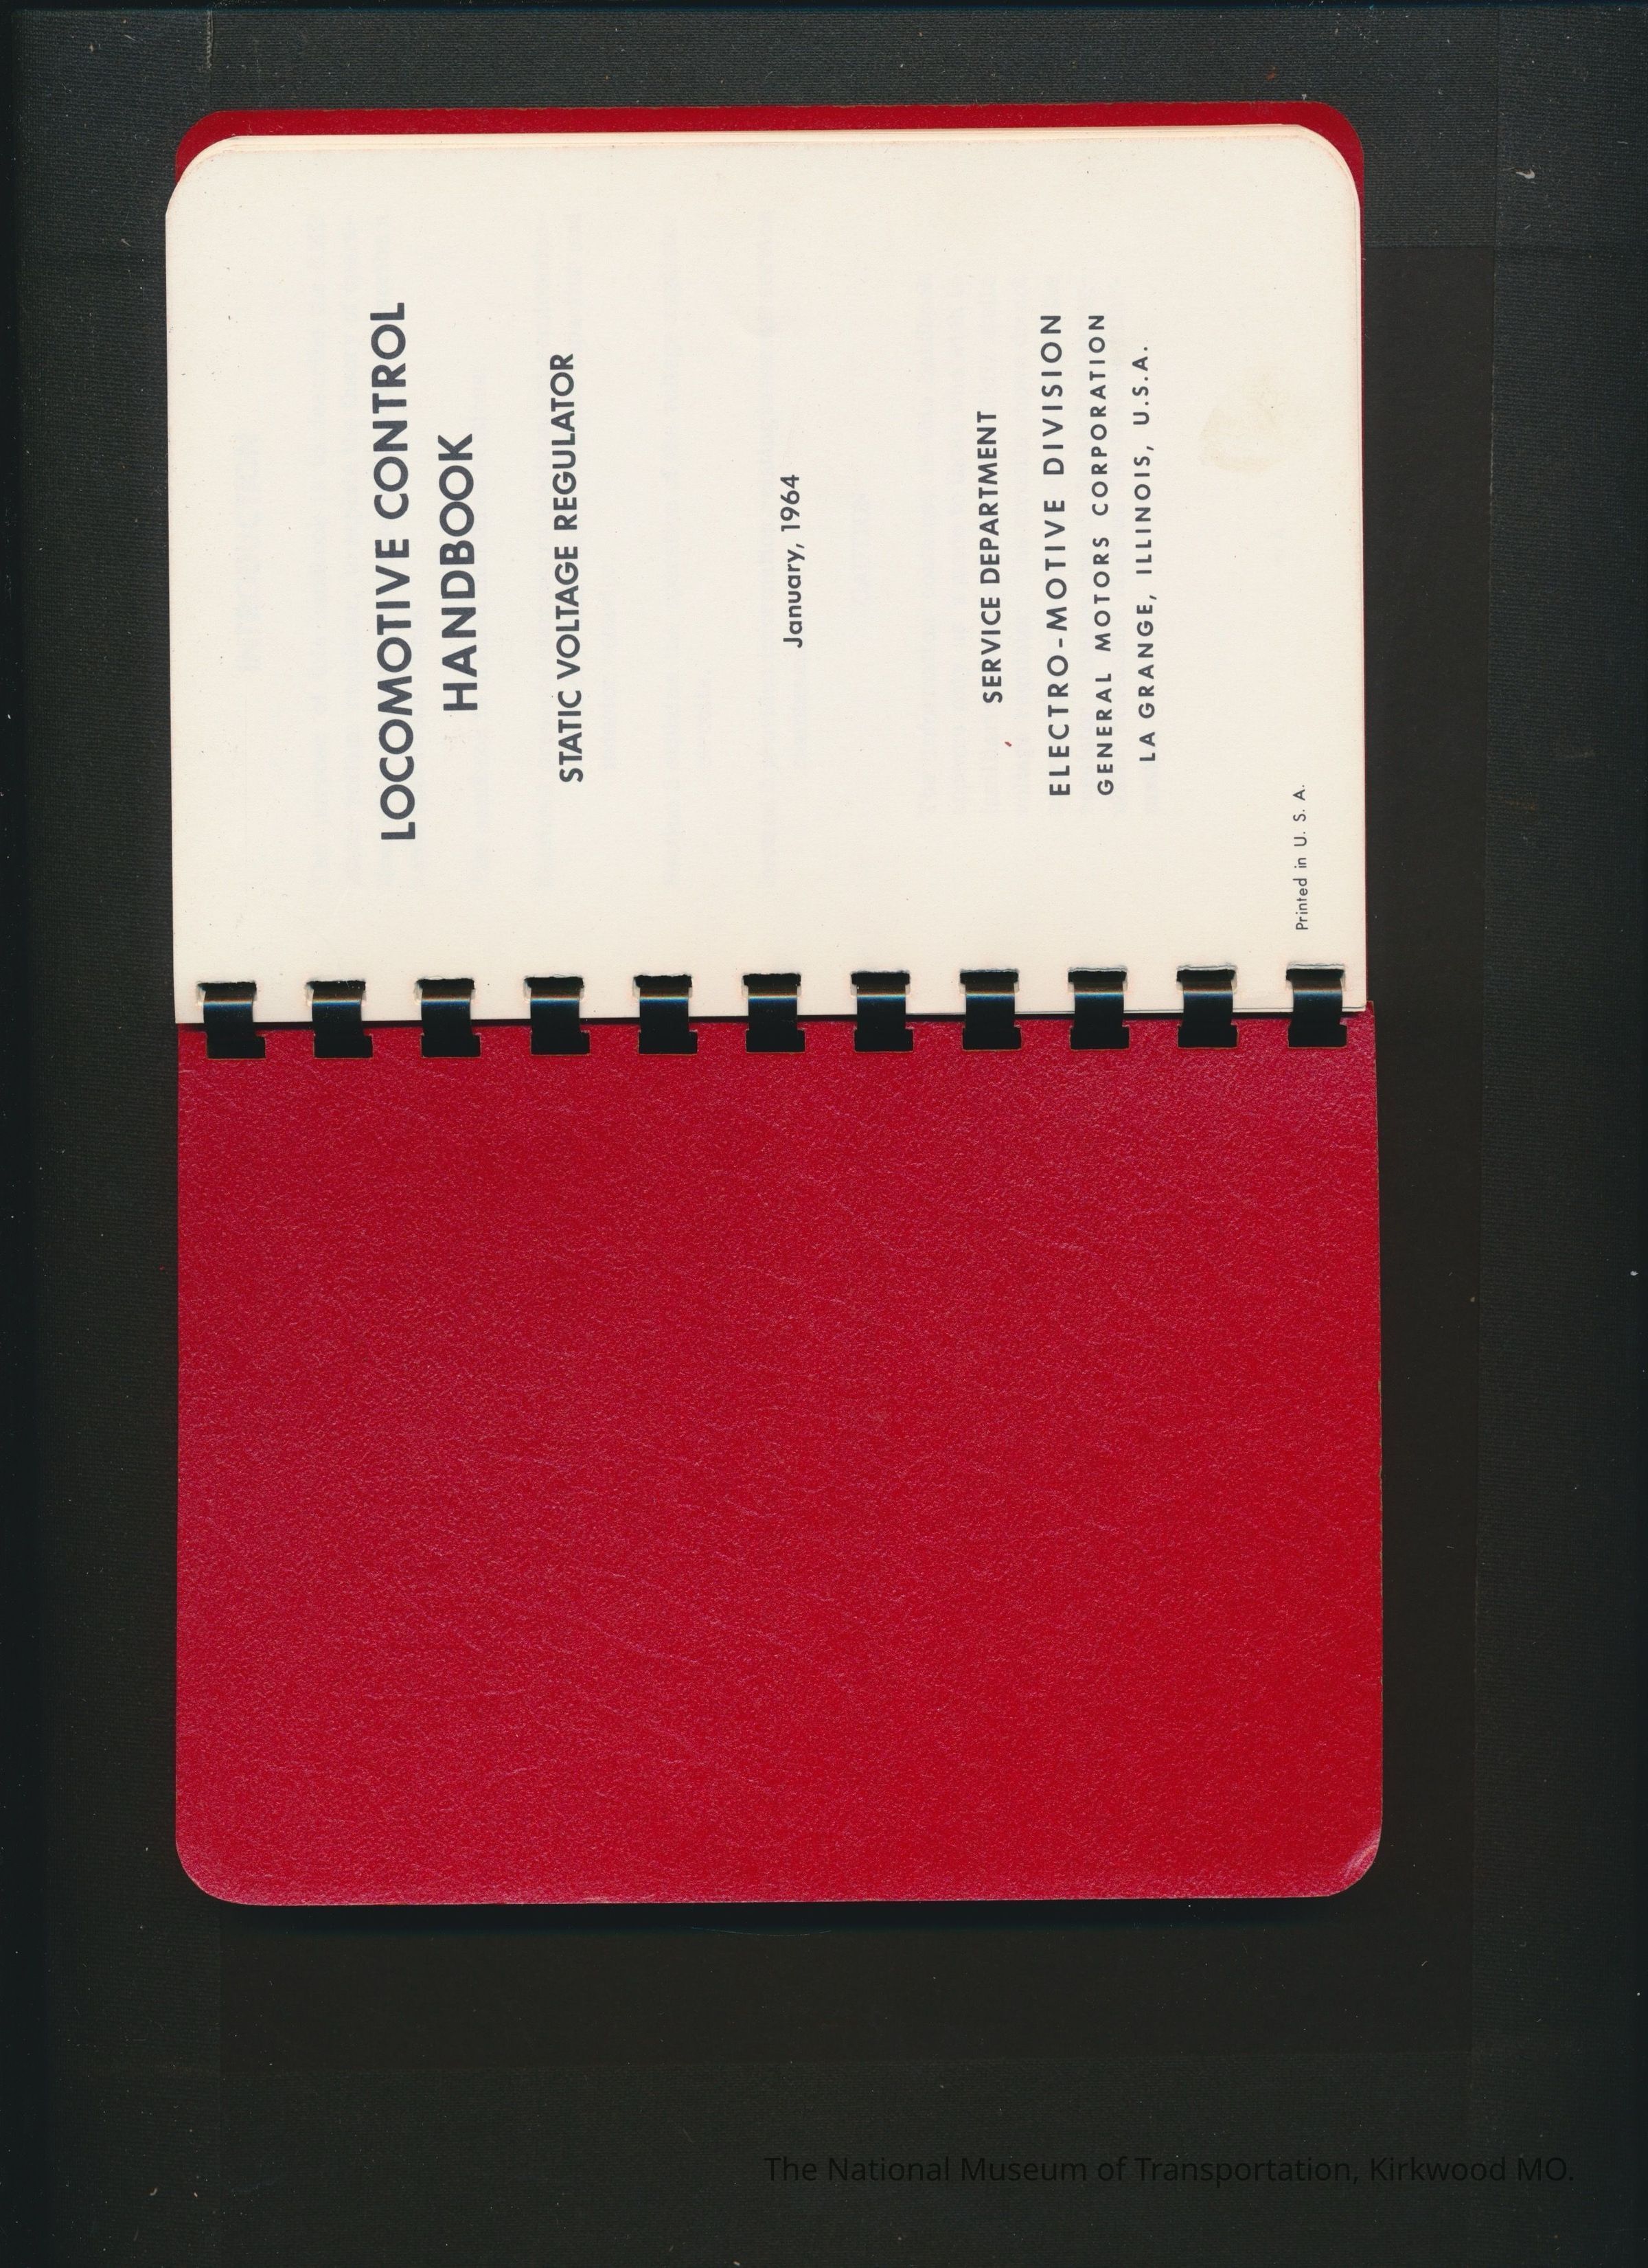 LOCOMOTIVE CONTROL
HANDBOOK
STATIC VOLTAGE REGULATOR
January, 1964
SERVICE DEPARTMENT
ELECTRO-MOTIVE DIVISION
GENERAL MOTORS CORPORATION
LA GRANGE, ILLINOIS, U.S.A.
Printed in U. S. A.
The National Museum of Transportation, Kirkwood MO.